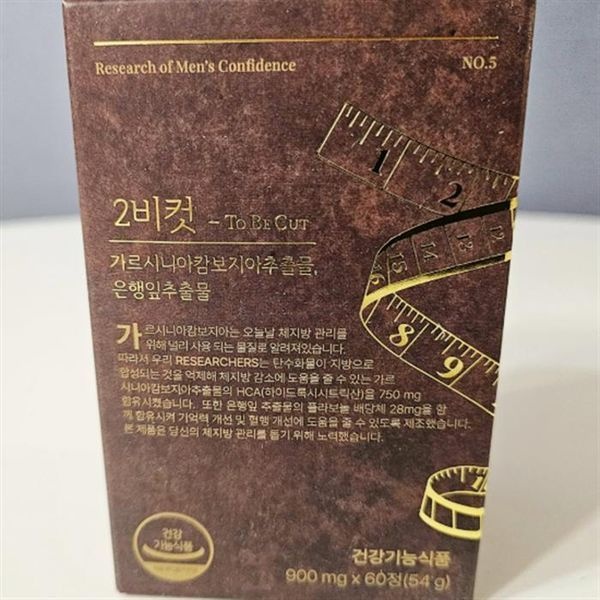 Research of Men's Confidence NO.5
2비컷 – TO BE CUT
가르시니아캄보지아추출물,
은행잎추출물
가르시니아캄보지아는 오늘날 체지방 관리를
위해 널리 사용 되는 물질로 알려져있습니다.
따라서 우리 RESEARCHERS는 탄수화물이 지방으로
합성되는 것을 억제해 체지방 감소에 도움을 줄 수 있는 가르
시니아캄보지아추출물의 HCA(하이드록시시트릭산)을 750 mg
함유시켰습니다. 또한 은행잎 추출물의 플라보놀 배당체 28mg을 함
께 함유시켜 기억력 개선 및 혈행 개선에 도움을 줄 수 있도록 제조했습니다.
본 제품은 당신의 체지방 관리를 돕기 위해 노력했습니다.
1 2
17
16 15 14 13 12
8 9
1
건강
기능식품
건강기능식품
900 mg x 60정(54 g)